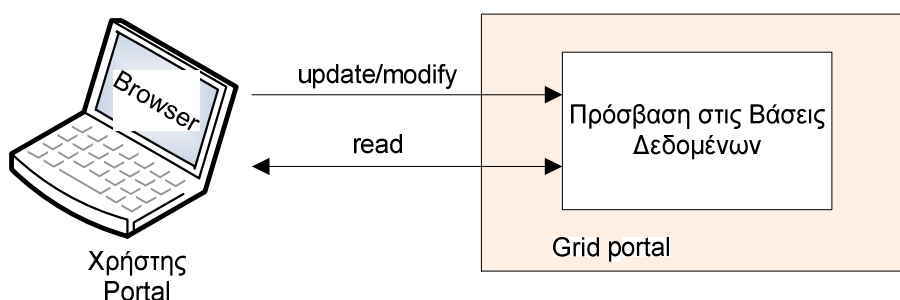 Browser
update/modify
read
Πρόσβαση στις Βάσεις
Δεδομένων
Grid portal
Χρήστης
Portal